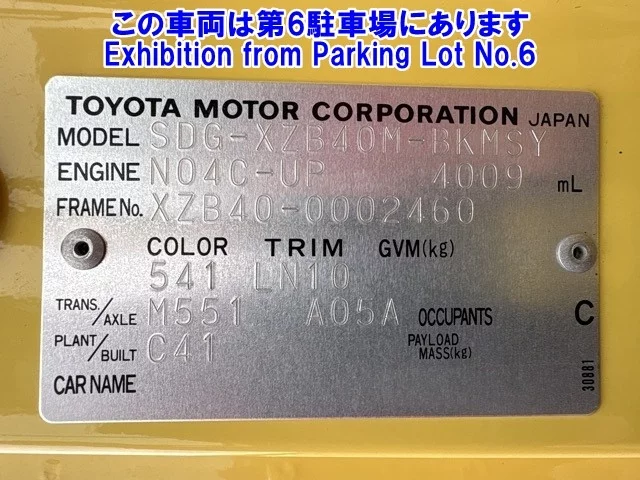 この車両は第6駐車場にあります
Exhibition from Parking Lot No.6
TOYOTA MOTOR CORPORATION JAPAN
MODEL SDG-XZB40M-BKMSY
ENGINE N04C-UP 4009 mL
FRAME No. XZB40-0002460
COLOR TRIM GVM(kg)
541 LN10
TRANS./AXLE M551 A05A OCCUPANTS C
PLANT/BUILT C41 PAYLOAD MASS(kg)
CAR NAME
30881